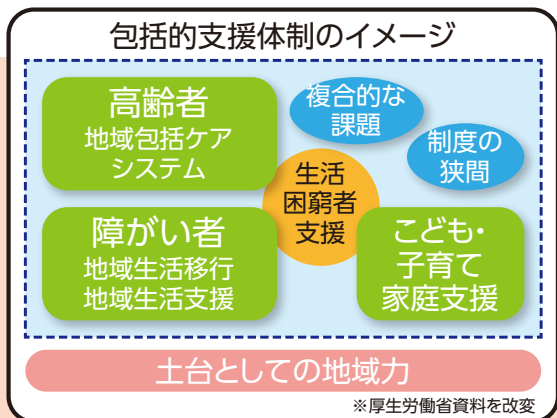 包括的支援体制のイメージ
高齢者
地域包括ケア
システム
複合的な
課題
制度の
狭間
生活
困窮者
支援
障がい者
地域生活移行
地域生活支援
こども・
子育て
家庭支援
土台としての地域力
※厚生労働省資料を改変